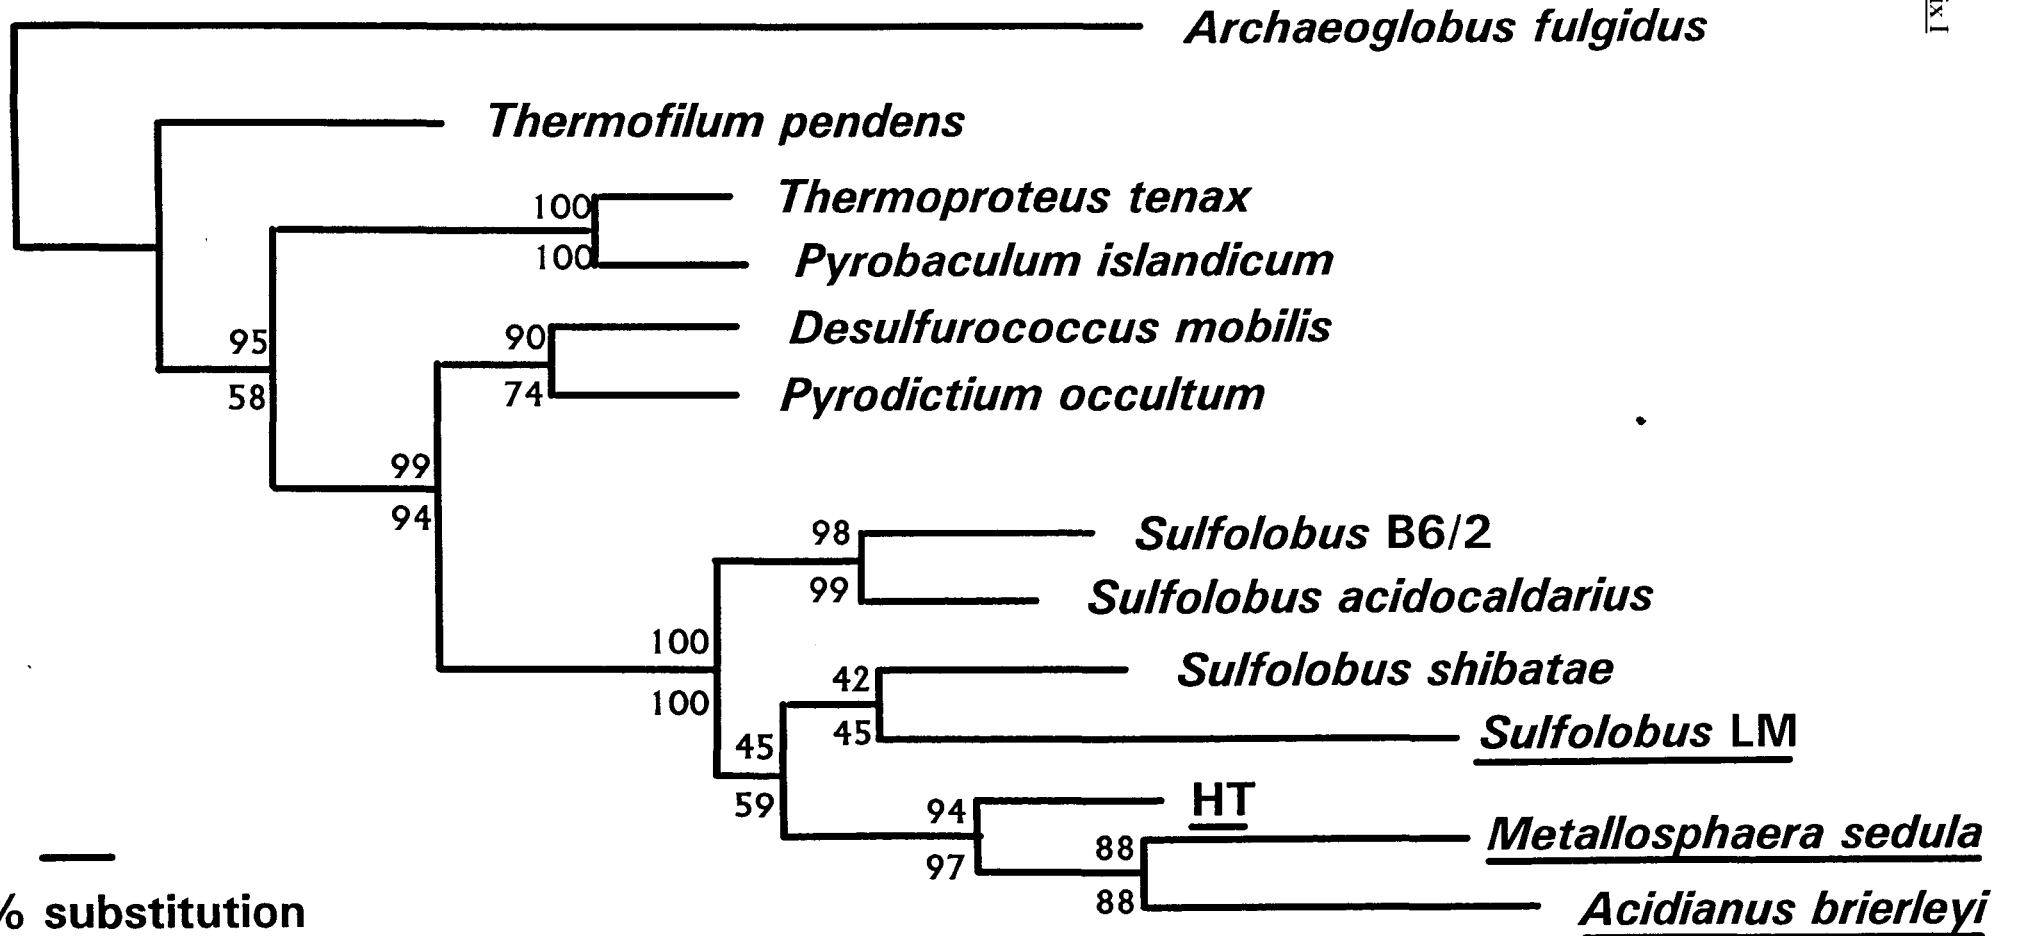 ix I
Archaeoglobus fulgidus
Thermofilum pendens
100
Thermoproteus tenax
100
Pyrobaculum islandicum
95
58
90
Desulfurococcus mobilis
74
Pyrodictium occultum
99
94
98
Sulfolobus B6/2
99
Sulfolobus acidocaldarius
100
100
42
Sulfolobus shibatae
45
Sulfolobus LM
45
59
94
HT
97
88
Metallosphaera sedula
88
Acidianus brierleyi
% substitution